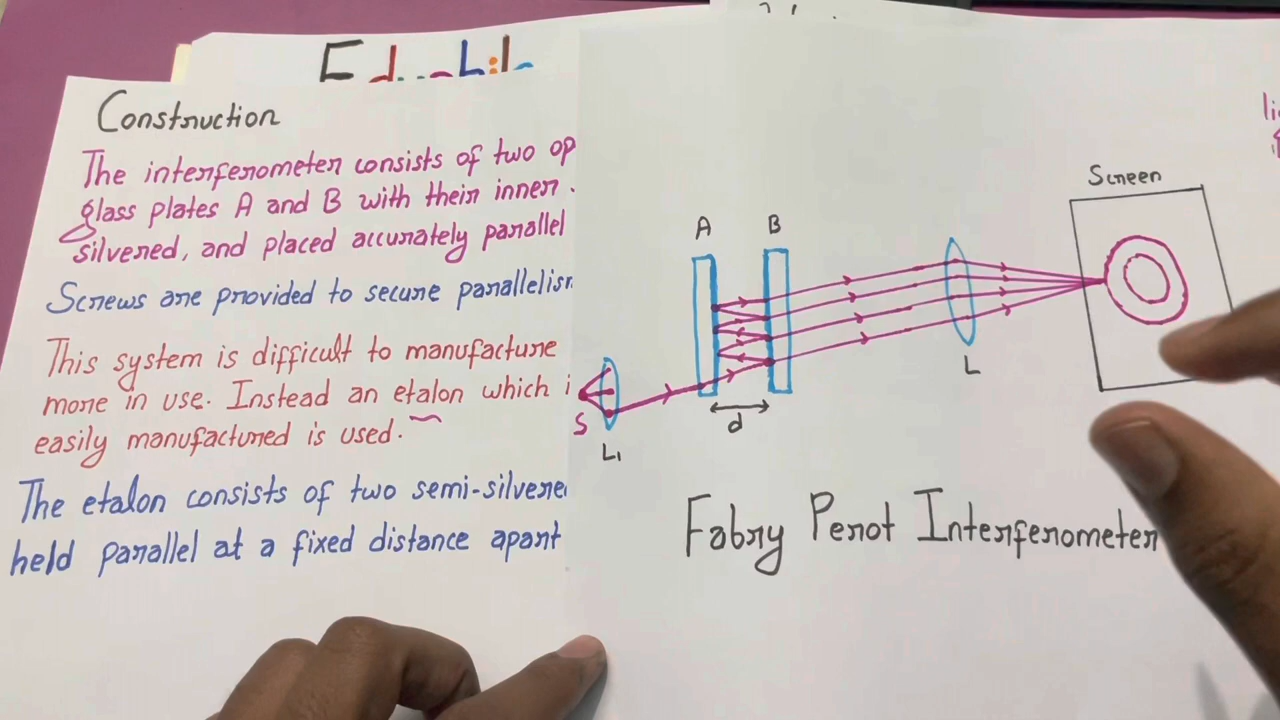 Construction
The interferometer consists of two op
glass plates A and B with their inner
silvered, and placed accurately parallel
Screws are provided to secure parallelism
This system is difficult to manufacture
more in use. Instead an etalon which i
easily manufactured is used.
The etalon consists of two semi-silvere
held parallel at a fixed distance apart
A
B
Screen
S
L₁
d
L
Fabry Perot Interferometer
li